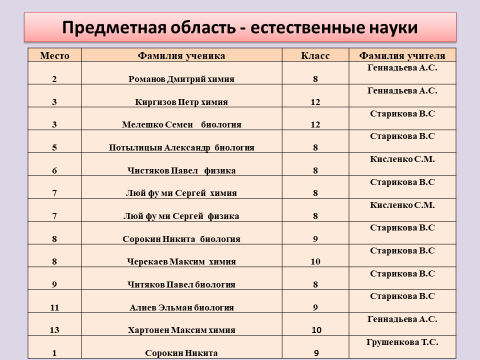 Предметная область - естественные науки
Место Фамилия ученика Класс Фамилия учителя
2 Романов Дмитрий химия 8 Геннадьева А.С.
3 Киргизов Петр химия 12 Геннадьева А.С.
3 Мелешко Семен биология 12 Старикова В.С
5 Потылицын Александр биология 8 Старикова В.С
6 Чистяков Павел физика 8 Кисленко С.М.
7 Люй фу ми Сергей химия 8 Старикова В.С
7 Люй фу ми Сергей физика 8 Кисленко С.М.
8 Сорокин Никита биология 9 Старикова В.С
8 Черекаев Максим химия 10 Старикова В.С
9 Читяков Павел биология 8 Старикова В.С
11 Алиев Эльман биология 9 Старикова В.С
13 Хартонен Максим химия 10 Геннадьева А.С.
1 Сорокин Никита 9 Грушенкова Т.С.